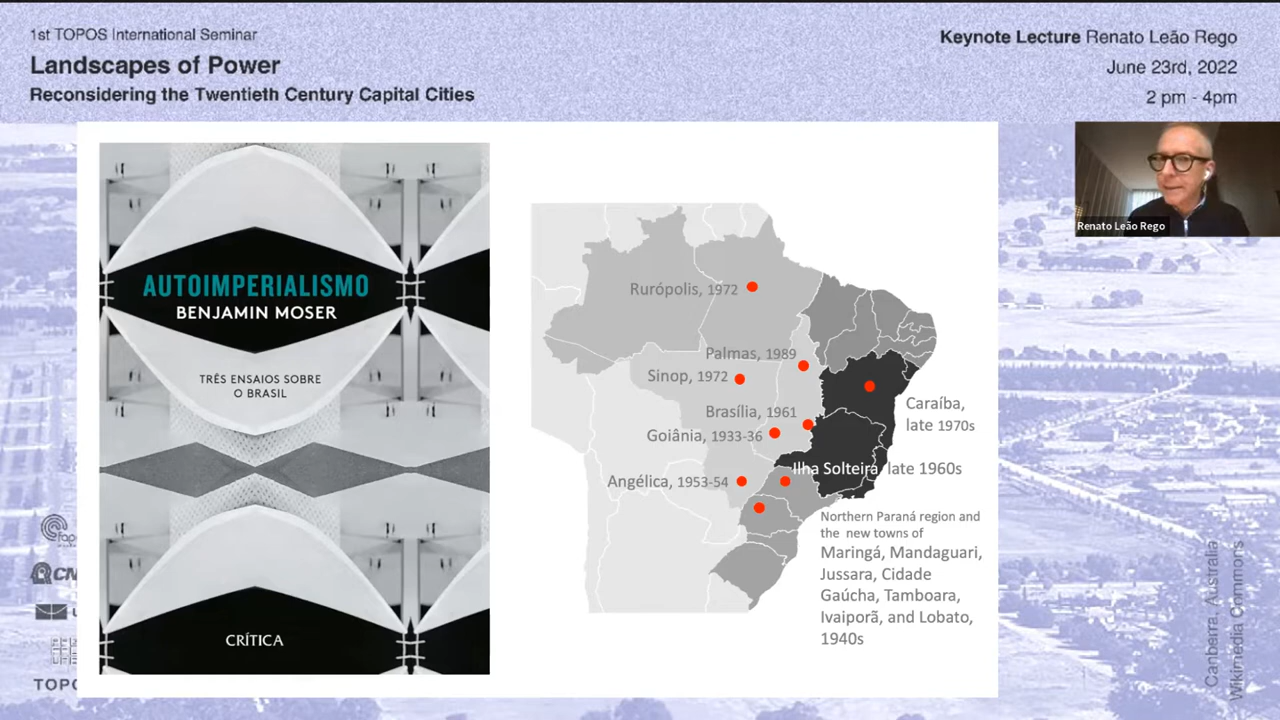 1st TOPOS International Seminar
Landscapes of Power
Reconsidering the Twentieth Century Capital Cities
Keynote Lecture Renato Leão Rego
June 23rd, 2022
2 pm - 4pm
Renato Leão Rego
AUTOIMPERIALISMO
BENJAMIN MOSER
TRÊS ENSAIOS SOBRE
O BRASIL
CRÍTICA
Rurópolis, 1972
Palmas, 1989
Sinop, 1972
Brasília, 1961
Goiânia, 1933-36
Caraíba,
late 1970s
Ilha Solteira, late 1960s
Angélica, 1953-54
Northern Paraná region and
the new towns of
Maringá, Mandaguari,
Jussara, Cidade
Gaúcha, Tamboara,
Ivaiporã, and Lobato,
1940s
TOPO
Canberra, Australia
Wikimedia Commons